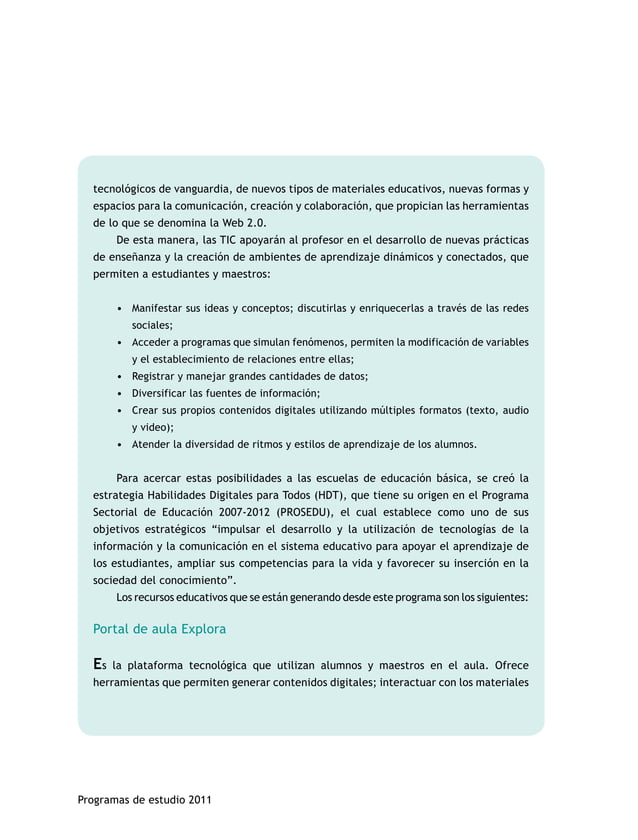 tecnológicos de vanguardia, de nuevos tipos de materiales educativos, nuevas formas y
espacios para la comunicación, creación y colaboración, que propician las herramientas
de lo que se denomina la Web 2.0.
De esta manera, las TIC apoyarán al profesor en el desarrollo de nuevas prácticas
de enseñanza y la creación de ambientes de aprendizaje dinámicos y conectados, que
permiten a estudiantes y maestros:
• Manifestar sus ideas y conceptos; discutirlas y enriquecerlas a través de las redes
sociales;
• Acceder a programas que simulan fenómenos, permiten la modificación de variables
y el establecimiento de relaciones entre ellas;
• Registrar y manejar grandes cantidades de datos;
• Diversificar las fuentes de información;
• Crear sus propios contenidos digitales utilizando múltiples formatos (texto, audio
y video);
• Atender la diversidad de ritmos y estilos de aprendizaje de los alumnos.
Para acercar estas posibilidades a las escuelas de educación básica, se creó la
estrategia Habilidades Digitales para Todos (HDT), que tiene su origen en el Programa
Sectorial de Educación 2007-2012 (PROSEDU), el cual establece como uno de sus
objetivos estratégicos “impulsar el desarrollo y la utilización de tecnologías de la
información y la comunicación en el sistema educativo para apoyar el aprendizaje de
los estudiantes, ampliar sus competencias para la vida y favorecer su inserción en la
sociedad del conocimiento”.
Los recursos educativos que se están generando desde este programa son los siguientes:
Portal de aula Explora
Es la plataforma tecnológica que utilizan alumnos y maestros en el aula. Ofrece
herramientas que permiten generar contenidos digitales; interactuar con los materiales
Programas de estudio 2011